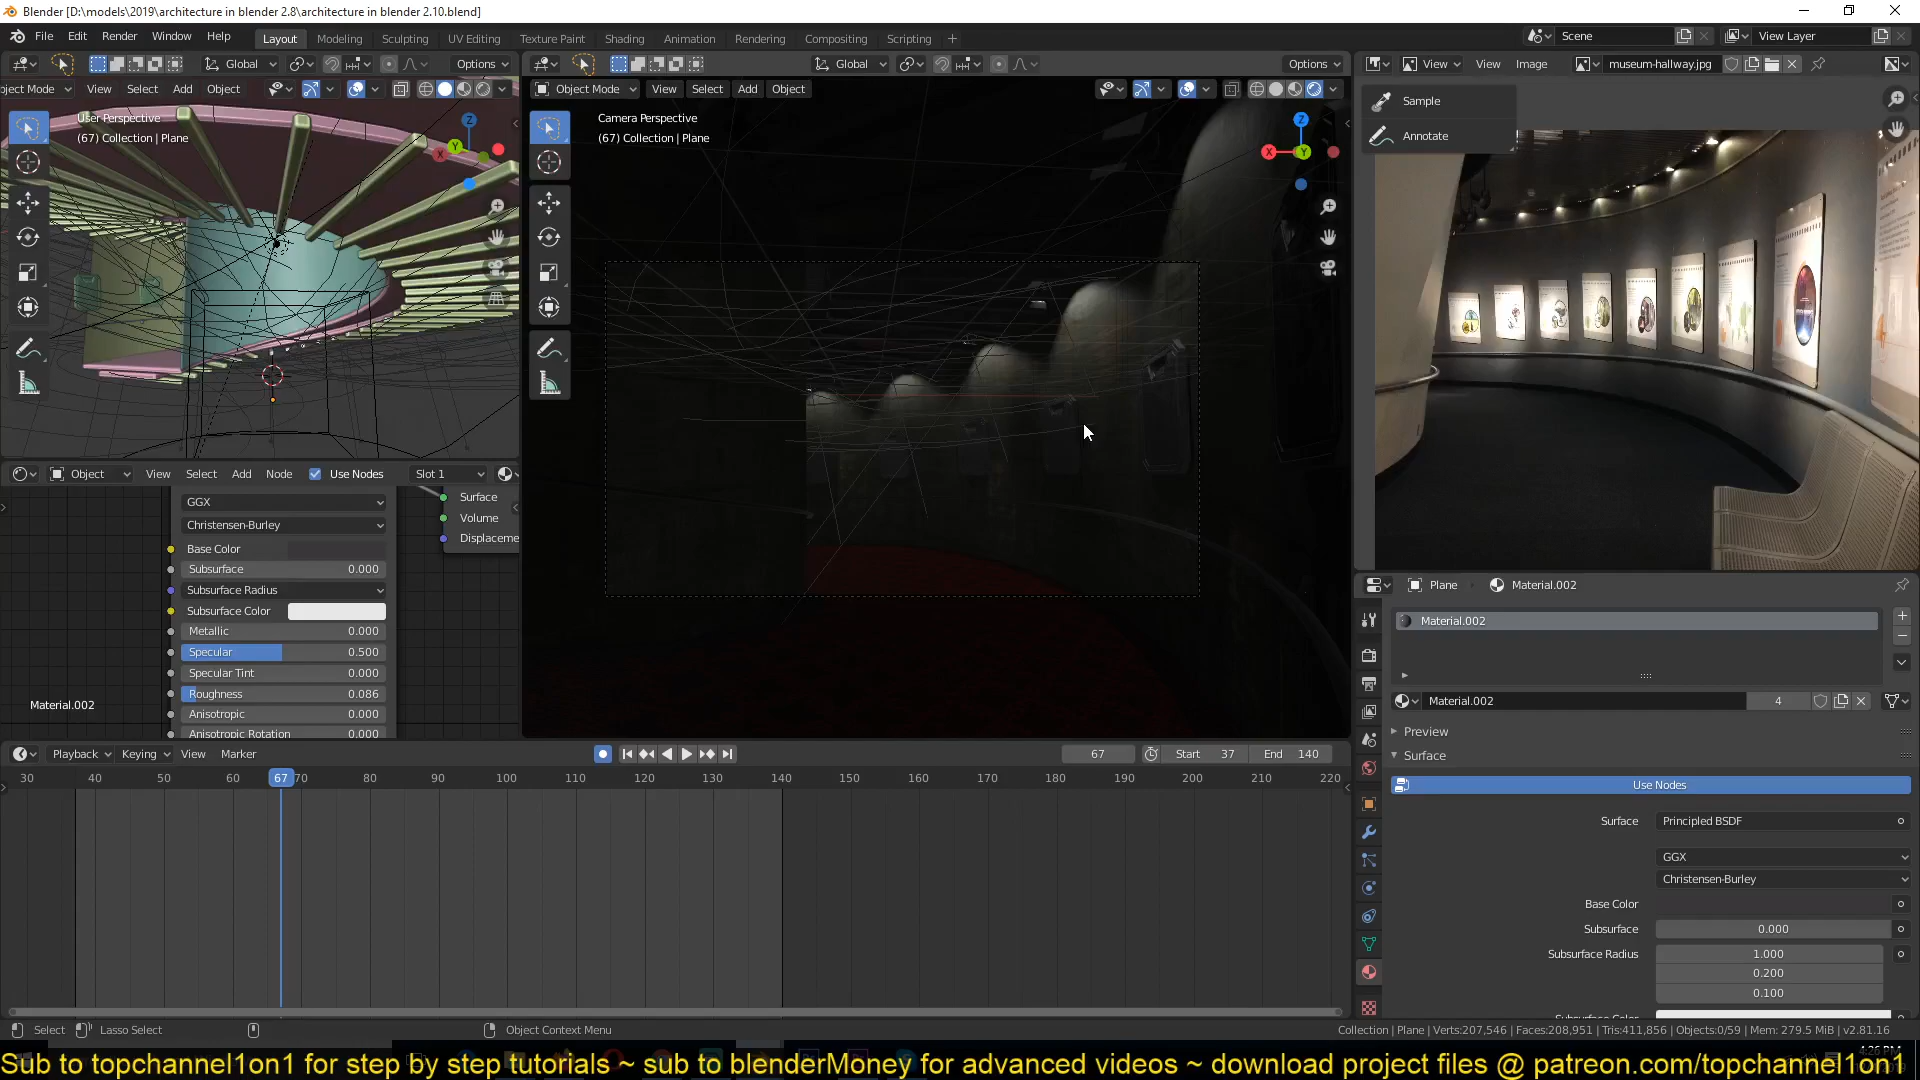 Blender [D:\models\2019\architecture in blender 2.8\architecture in blender 2.10.blend]
File Edit Render Window Help Layout Modeling Sculpting UV Editing Texture Paint Shading Animation Rendering Compositing Scripting + Scene View Layer
Global Options Global Options View View Image museum-hallway.jpg
ject Mode View Select Add Object Object Mode View Select Add Object
User Perspective
(67) Collection | Plane
Camera Perspective
(67) Collection | Plane
Z
X
Y
Z
X
Y
Sample
Annotate
Object View Select Add Node Use Nodes Slot 1
GGX
Christensen-Burley
Base Color
Subsurface 0.000
Subsurface Radius
Subsurface Color
Metallic 0.000
Specular 0.500
Specular Tint 0.000
Roughness 0.086
Anisotropic 0.000
Anisotropic Rotation 0.000
Surface
Volume
Displaceme
Material.002
Plane Material.002
Material.002
Material.002 4
Preview
Surface
Use Nodes
Surface Principled BSDF
GGX
Christensen-Burley
Base Color
Subsurface 0.000
Subsurface Radius 1.000
0.200
0.100
Playback Keying View Marker 67 Start 37 End 140
30 40 50 60 67 70 80 90 100 110 120 130 140 150 160 170 180 190 200 210 220
Select Lasso Select Object Context Menu Collection | Plane | Verts:207,546 | Faces:208,951 | Tris:411,856 | Objects:0/59 | Mem: 279.5 MiB | v2.81.16
4:26 PM
Sub to topchannel1on1 for step by step tutorials ~ sub to blenderMoney for advanced videos ~ download project files @ patreon.com/topchannel1on1